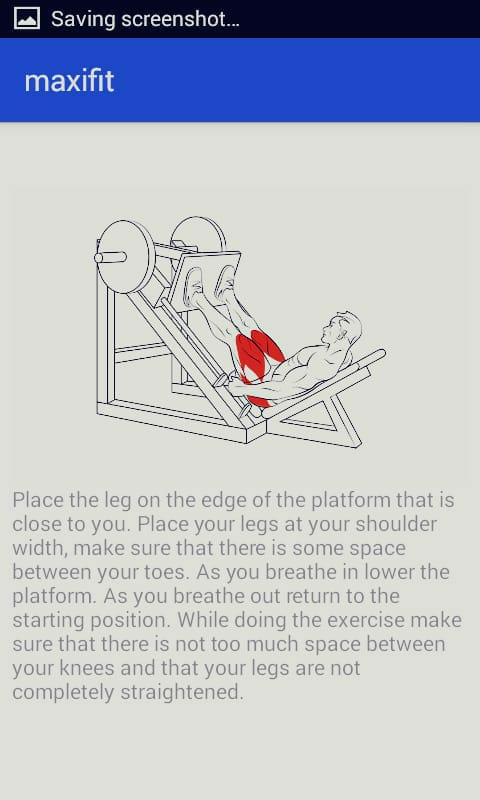 Saving screenshot...
maxifit
Place the leg on the edge of the platform that is
close to you. Place your legs at your shoulder
width, make sure that there is some space
between your toes. As you breathe in lower the
platform. As you breathe out return to the
starting position. While doing the exercise make
sure that there is not too much space between
your knees and that your legs are not
completely straightened.